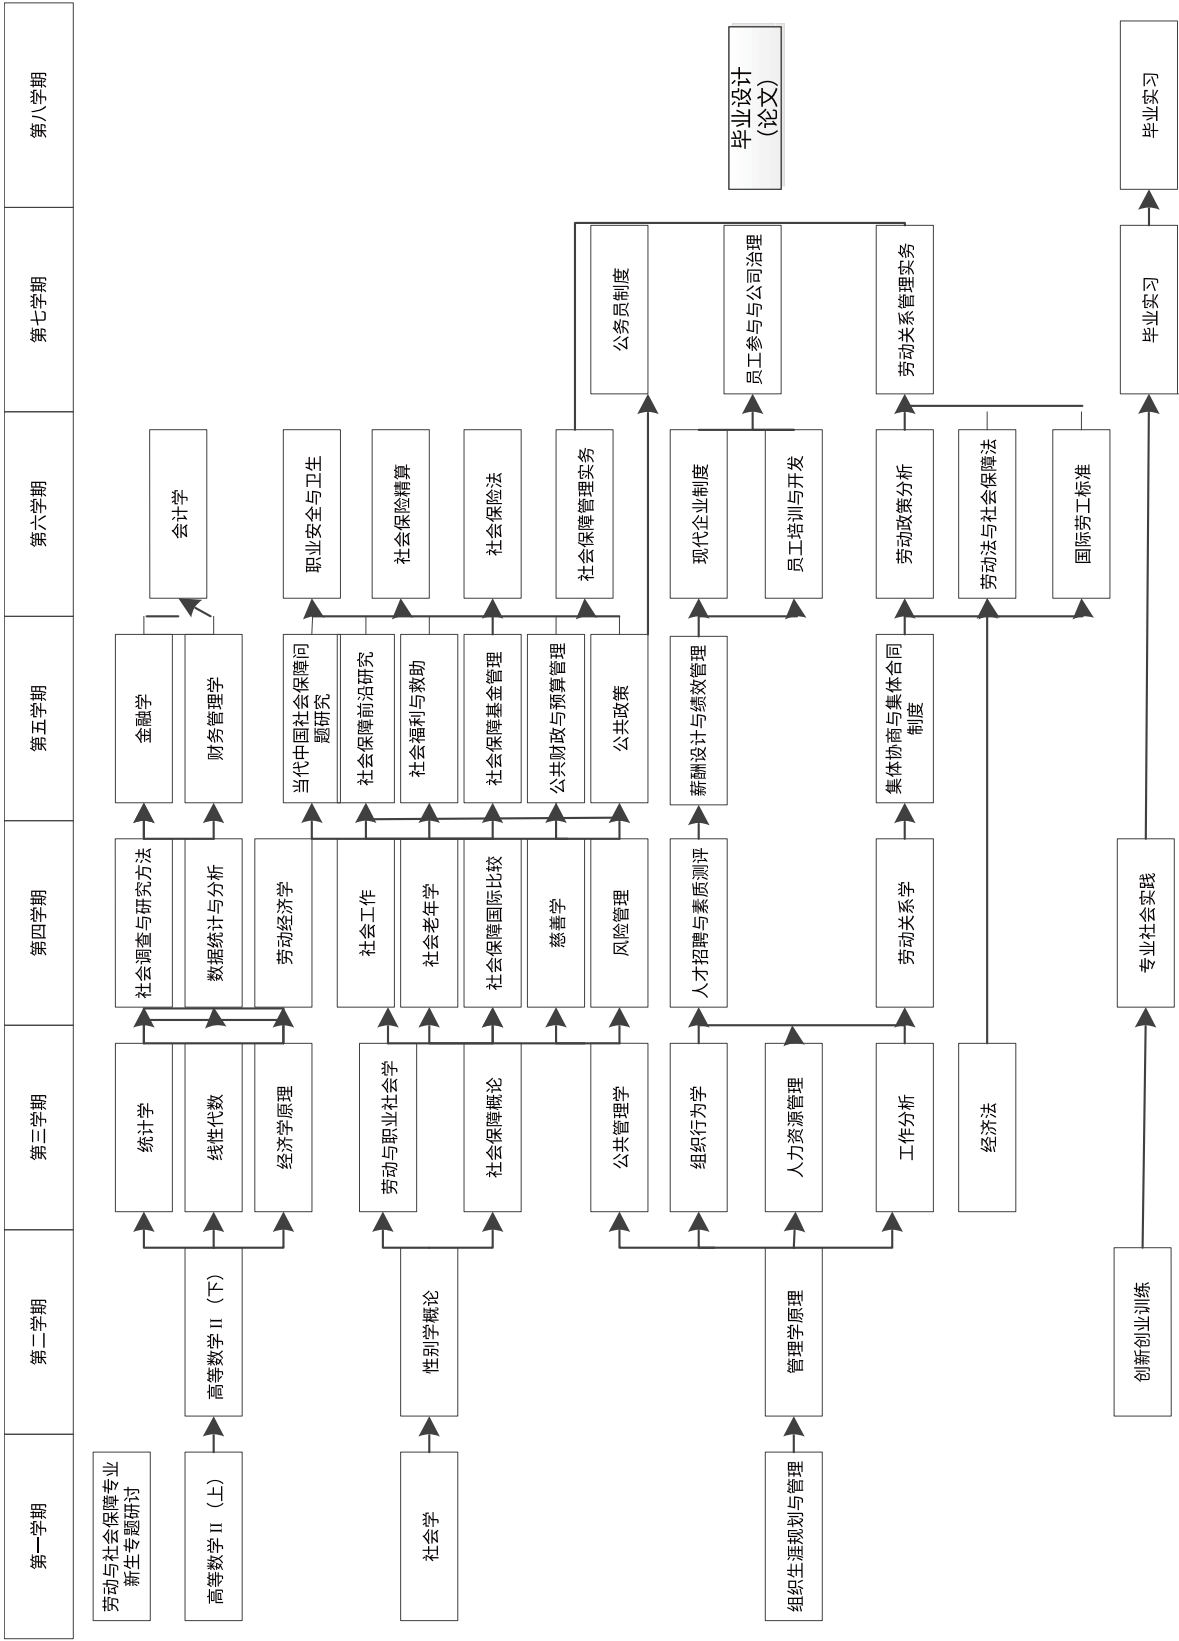 第一学期
第二学期
第三学期
第四学期
第五学期
第六学期
第七学期
第八学期
劳动与社会保障专业
新生专题研讨
高等数学 II（上）
社会学
组织生涯规划与管理
高等数学 II（下）
性别学概论
管理学原理
创新创业训练
统计学
线性代数
经济学原理
劳动与职业社会学
社会保障概论
公共管理学
组织行为学
人力资源管理
工作分析
经济法
社会调查与研究方法
数据统计与分析
劳动经济学
社会工作
社会老年学
社会保障国际比较
慈善学
风险管理
人才招聘与素质测评
劳动关系学
专业社会实践
金融学
财务管理学
当代中国社会保障问
题研究
社会保障前沿研究
社会福利与救助
社会保障基金管理
公共财政与预算管理
公共政策
薪酬设计与绩效管理
集体协商与集体合同
制度
会计学
职业安全与卫生
社会保险精算
社会保险法
社会保障管理实务
现代企业制度
员工培训与开发
劳动政策分析
劳动法与社会保障法
国际劳工标准
公务员制度
员工参与与公司治理
劳动关系管理实务
毕业实习
毕业设计
（论文）
毕业实习